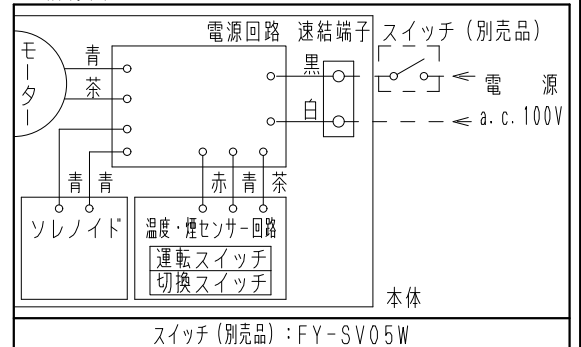 電源回路 速結端子 スイッチ (別売品)
モーター
青
茶
黒
白
電 源
a.c.100V
青 青
赤 青 茶
ソレノイド
温度・煙センサー回路
運転スイッチ
切換スイッチ
本体
スイッチ (別売品) : FY-SV05W